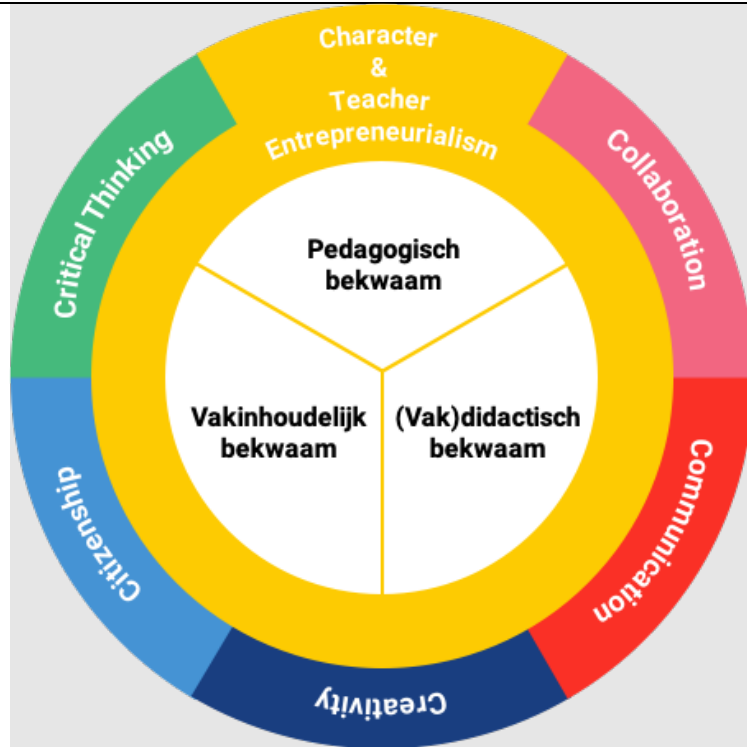 Character
&
Teacher
Entrepreneurialism
Critical Thinking
Collaboration
Pedagogisch
bekwaam
Vakinhoudelijk
bekwaam
(Vak)didactisch
bekwaam
Citizenship
Communication
Creativity